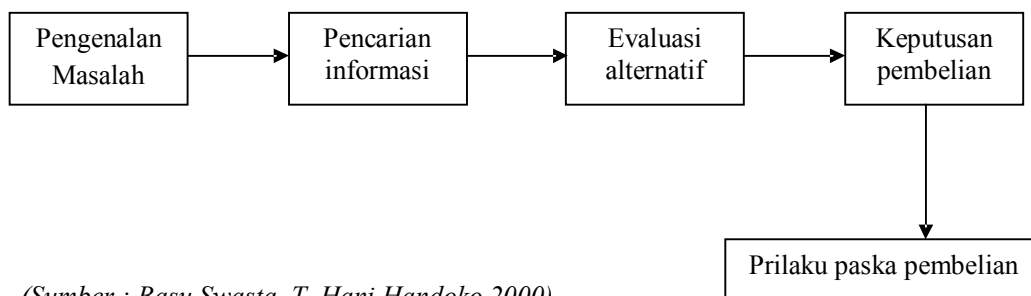 Pengenalan
Masalah
Pencarian
informasi
Evaluasi
alternatif
Keputusan
pembelian
Prilaku paska pembelian
(Sumber : Basu Swasta, T. Hani Handoko 2000)